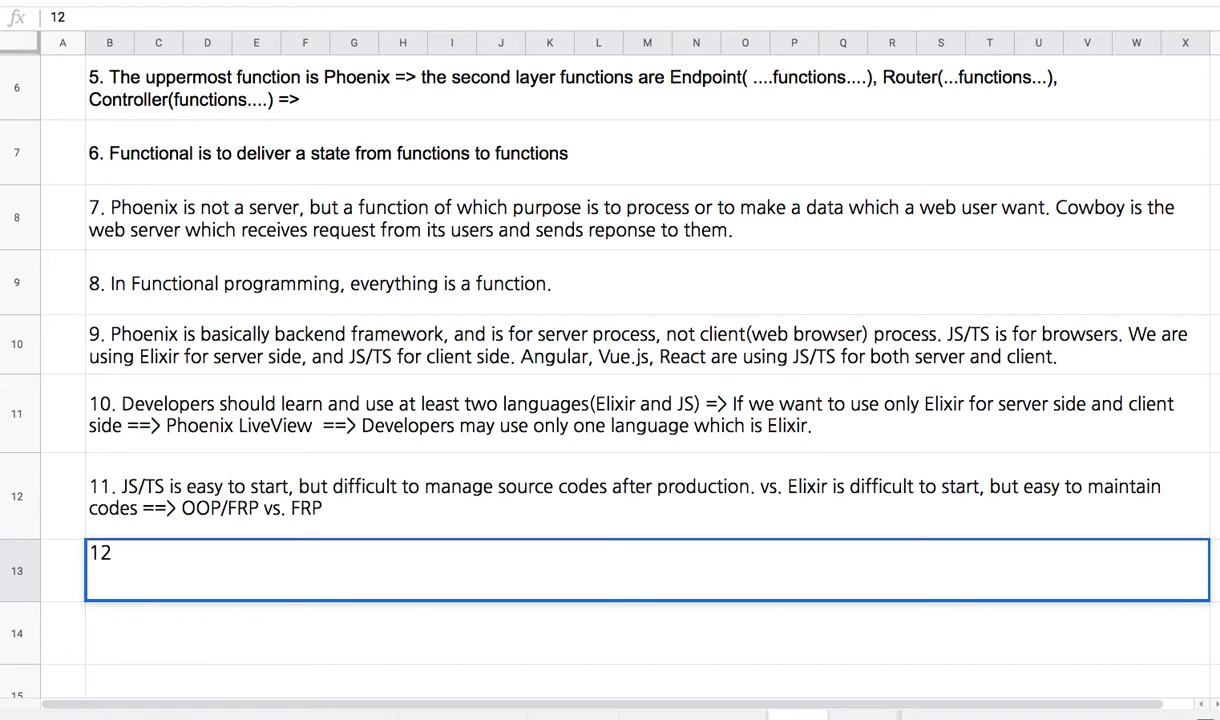 fx 12
A B C D E F G H I J K L M N O P Q R S T U V W X
6 5. The uppermost function is Phoenix => the second layer functions are Endpoint( ....functions....), Router(...functions...),
Controller(functions....) =>
7 6. Functional is to deliver a state from functions to functions
8 7. Phoenix is not a server, but a function of which purpose is to process or to make a data which a web user want. Cowboy is the
web server which receives request from its users and sends reponse to them.
9 8. In Functional programming, everything is a function.
10 9. Phoenix is basically backend framework, and is for server process, not client(web browser) process. JS/TS is for browsers. We are
using Elixir for server side, and JS/TS for client side. Angular, Vue.js, React are using JS/TS for both server and client.
11 10. Developers should learn and use at least two languages(Elixir and JS) => If we want to use only Elixir for server side and client
side ==> Phoenix LiveView ==> Developers may use only one language which is Elixir.
12 11. JS/TS is easy to start, but difficult to manage source codes after production. vs. Elixir is difficult to start, but easy to maintain
codes ==> OOP/FRP vs. FRP
13 12
14
15